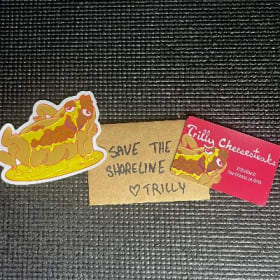 SAVE THE
SHORELINE
♡ TRILLY
Trilly Cheesesteaks